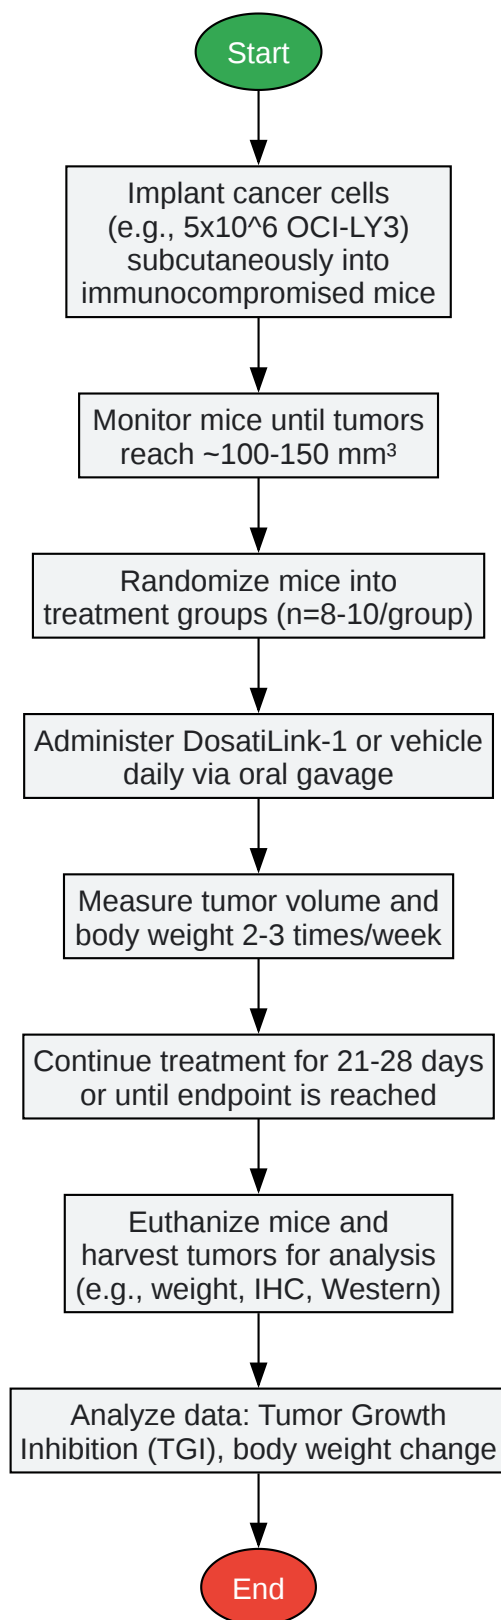 Start
Implant cancer cells
(e.g., 5x10^6 OCI-LY3)
subcutaneously into
immunocompromised mice
Monitor mice until tumors
reach ~100-150 mm³
Randomize mice into
treatment groups (n=8-10/group)
Administer DosatiLink-1 or vehicle
daily via oral gavage
Measure tumor volume and
body weight 2-3 times/week
Continue treatment for 21-28 days
or until endpoint is reached
Euthanize mice and
harvest tumors for analysis
(e.g., weight, IHC, Western)
Analyze data: Tumor Growth
Inhibition (TGI), body weight change
End